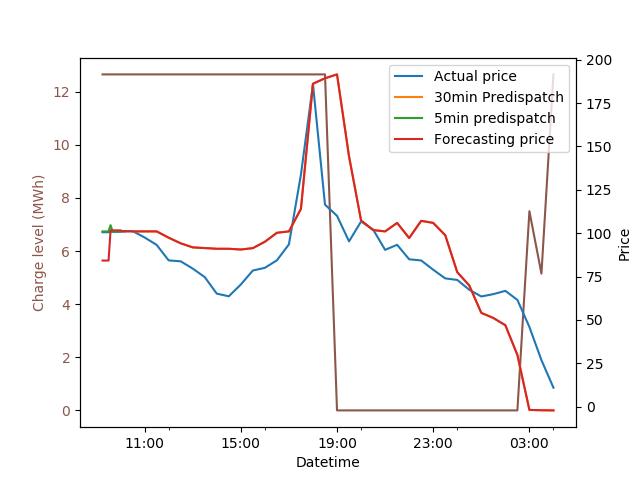 Actual price
30min Predispatch
5min predispatch
Forecasting price
Charge level (MWh)
12
10
8
6
4
2
0
200
175
150
125
100
75
50
25
0
Price
11:00 15:00 19:00 23:00 03:00
Datetime